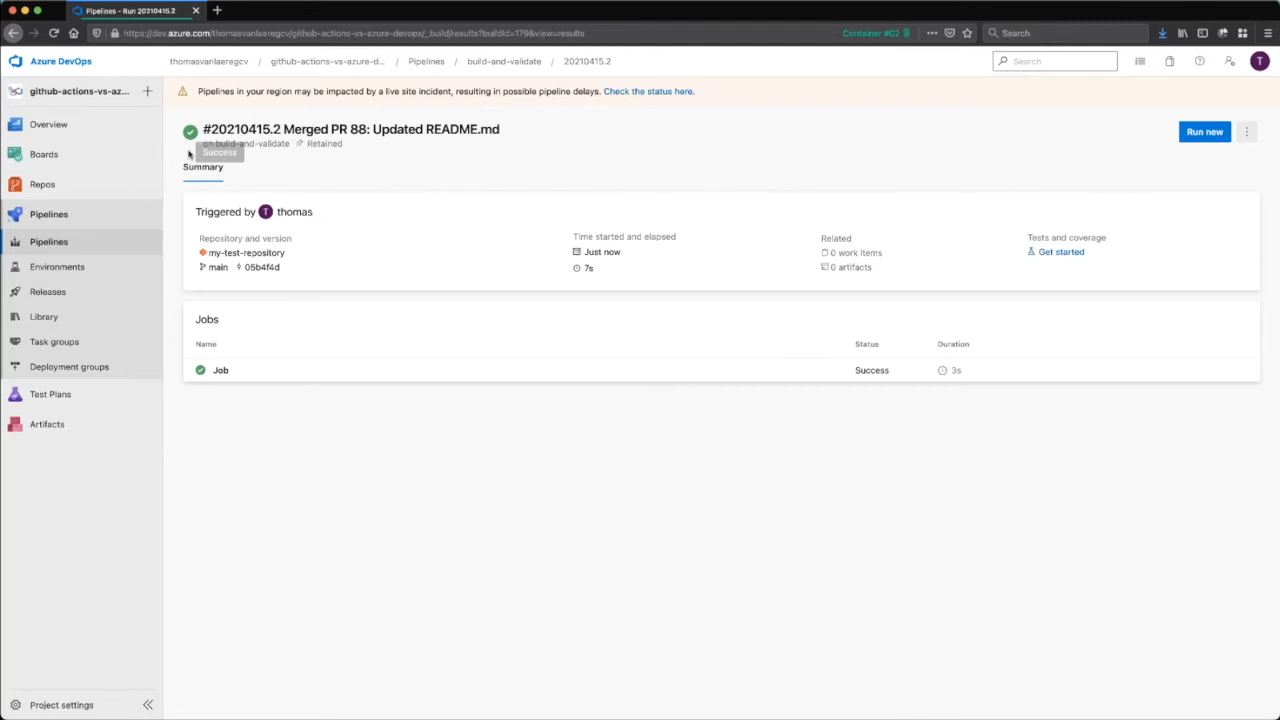 Pipelines - Run 20210415.2
https://dev.azure.com/thomasvanlaeregcv/github-actions-vs-azure-devops/_build/results?buildId=179&view=results
Container #02
Search
Azure DevOps
thomasvanlaeregcv / github-actions-vs-azure-d... / Pipelines / build-and-validate / 20210415.2
Search
T
github-actions-vs-az...
Pipelines in your region may be impacted by a live site incident, resulting in possible pipeline delays. Check the status here.
Overview
Boards
Repos
Pipelines
Pipelines
Environments
Releases
Library
Task groups
Deployment groups
Test Plans
Artifacts
Project settings
#20210415.2 Merged PR 88: Updated README.md
on build-and-validate Retained
Success
Run new
Summary
Triggered by T thomas
Repository and version
my-test-repository
main 05b4f4d
Time started and elapsed
Just now
7s
Related
0 work items
0 artifacts
Tests and coverage
Get started
Jobs
Name Status Duration
Job Success 3s